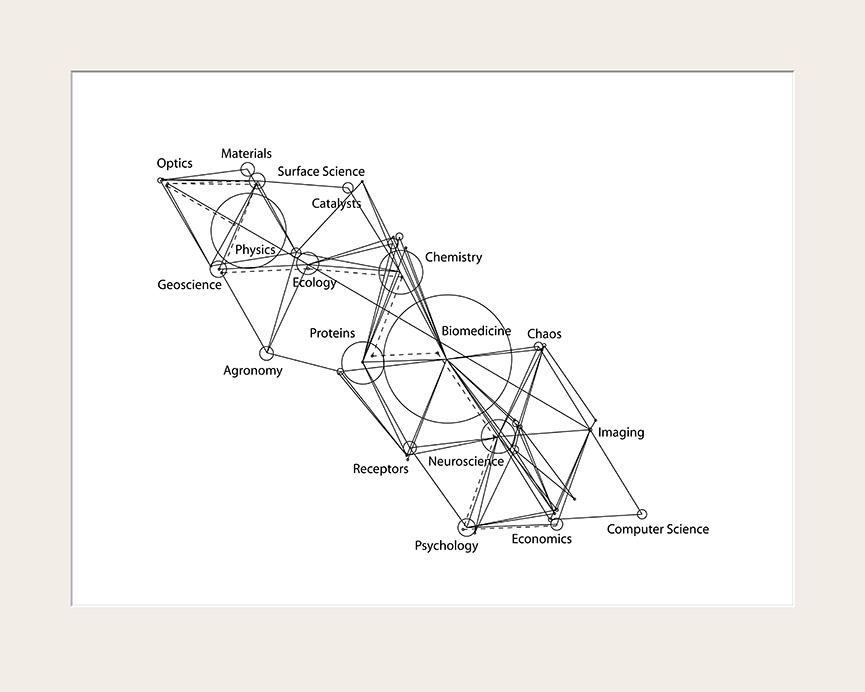 Materials
Optics
Surface Science
Catalysts
Physics
Chemistry
Geoscience
Ecology
Proteins
Biomedicine
Chaos
Agronomy
Imaging
Receptors
Neuroscience
Computer Science
Psychology
Economics